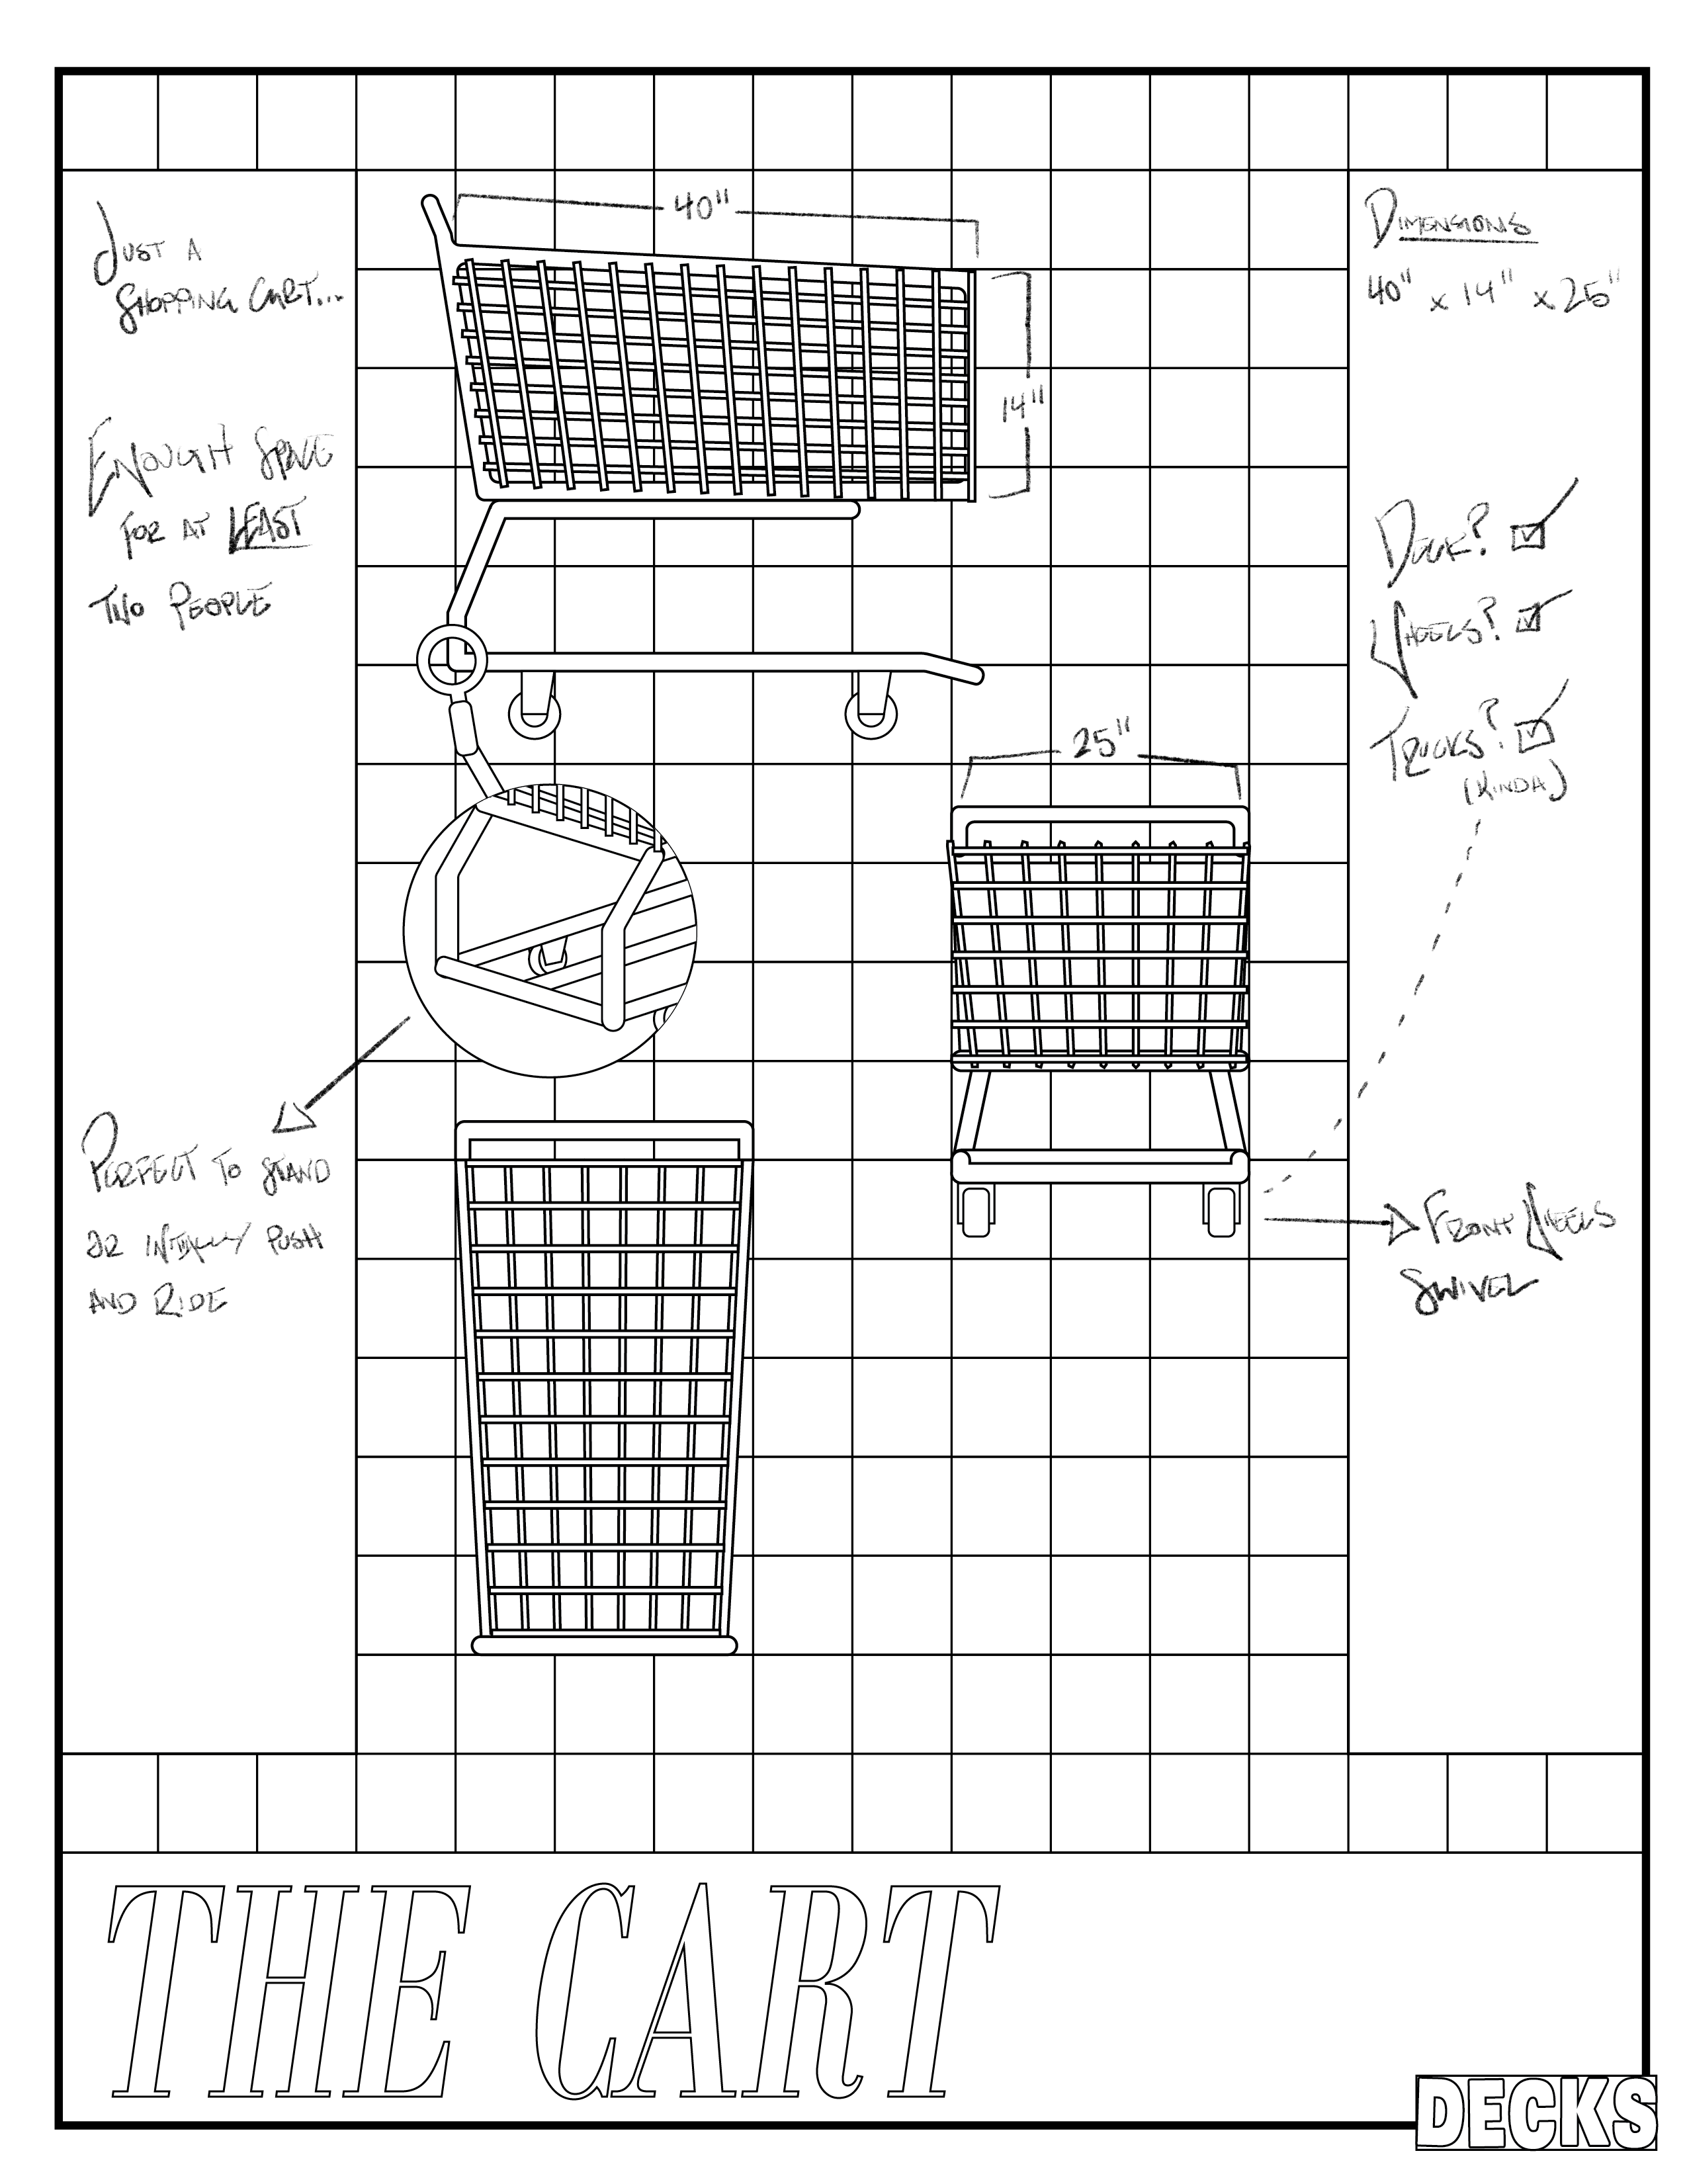 JUST A
SHOPPING CART...
ENOUGH SPACE
FOR AT LEAST
TWO PEOPLE
40"
14"
DIMENSIONS
40" x 14" x 25"
DECK?
WHEELS?
TRUCKS?
(KINDA)
25"
PERFECT TO STAND
OR PUSH
AND RIDE
FRONT WHEELS
SWIVEL
THE CART
DECKS